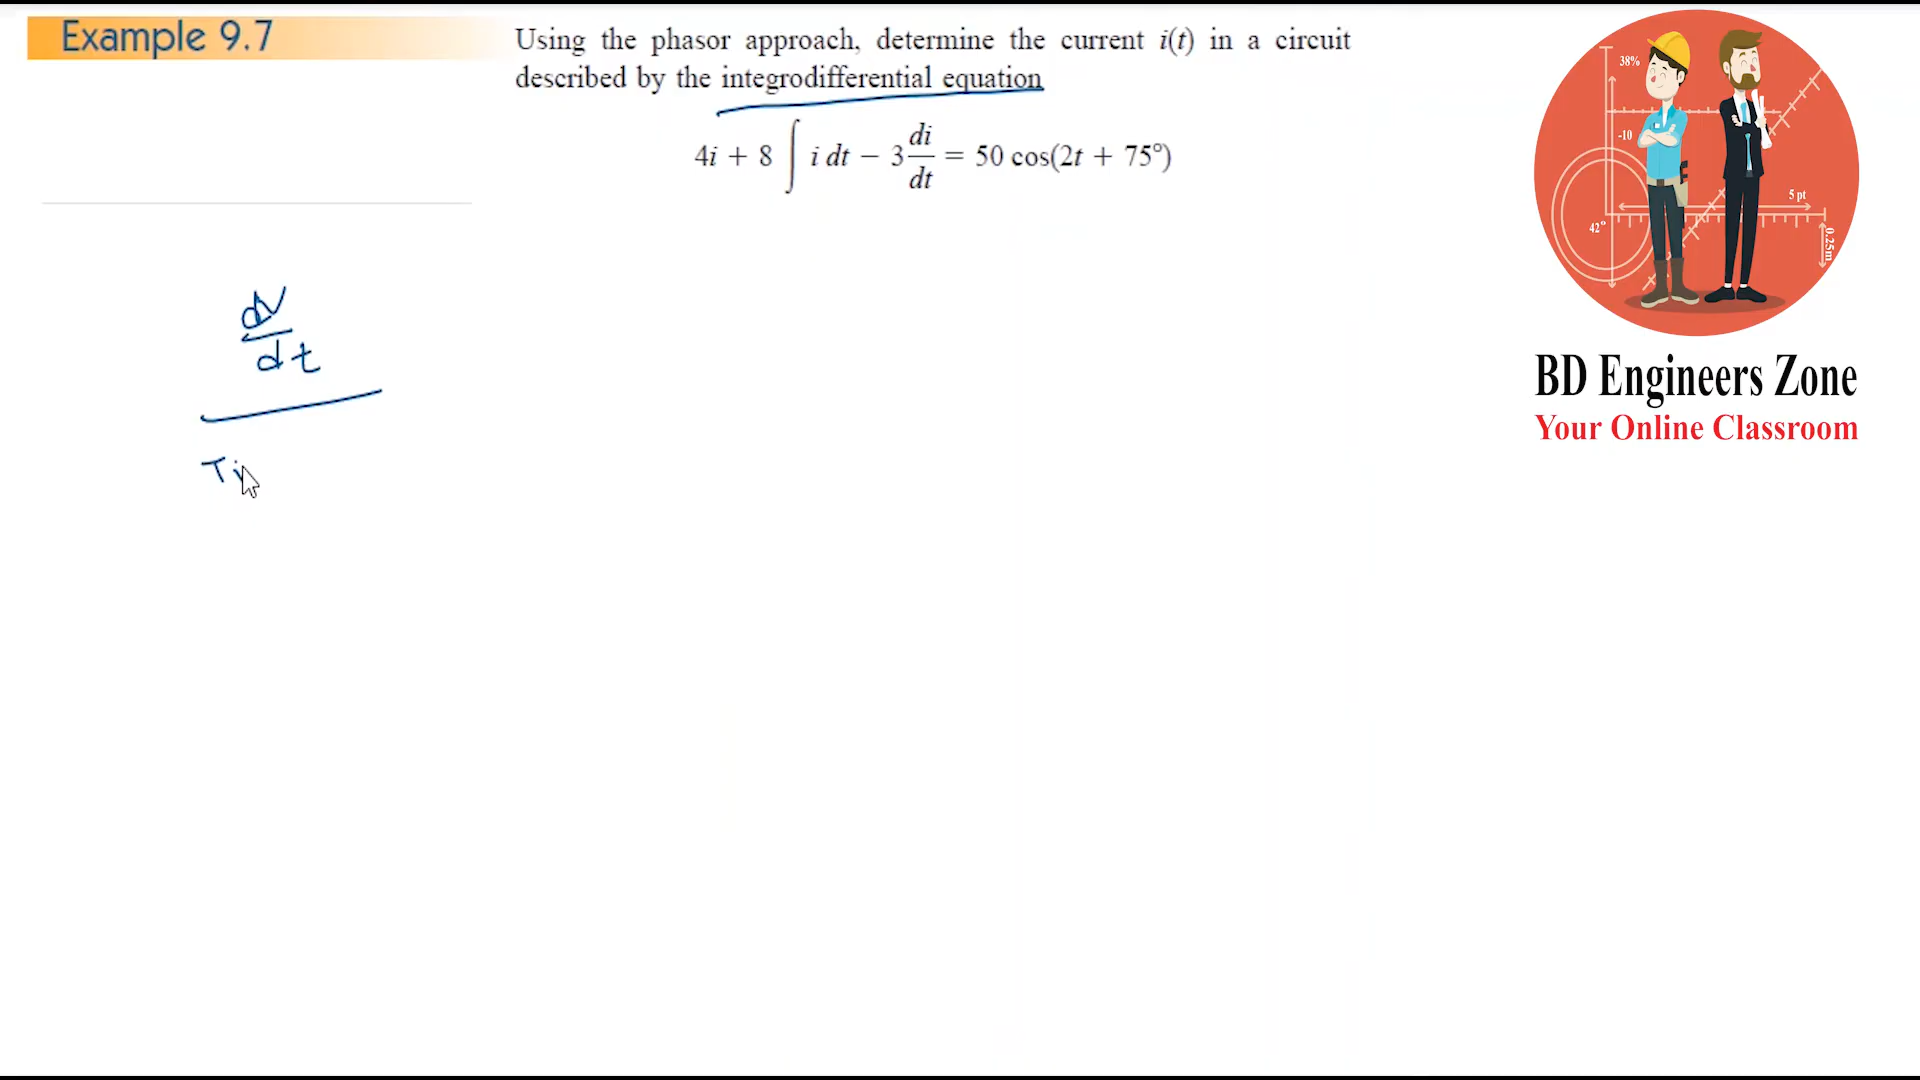 Example 9.7
Using the phasor approach, determine the current i(t) in a circuit
described by the integrodifferential equation
4i + 8 ∫ i dt − 3 di/dt = 50 cos(2t + 75°)
dv
dt
Ti
38%
-10
5 pt
42°
0.25m
BD Engineers Zone
Your Online Classroom